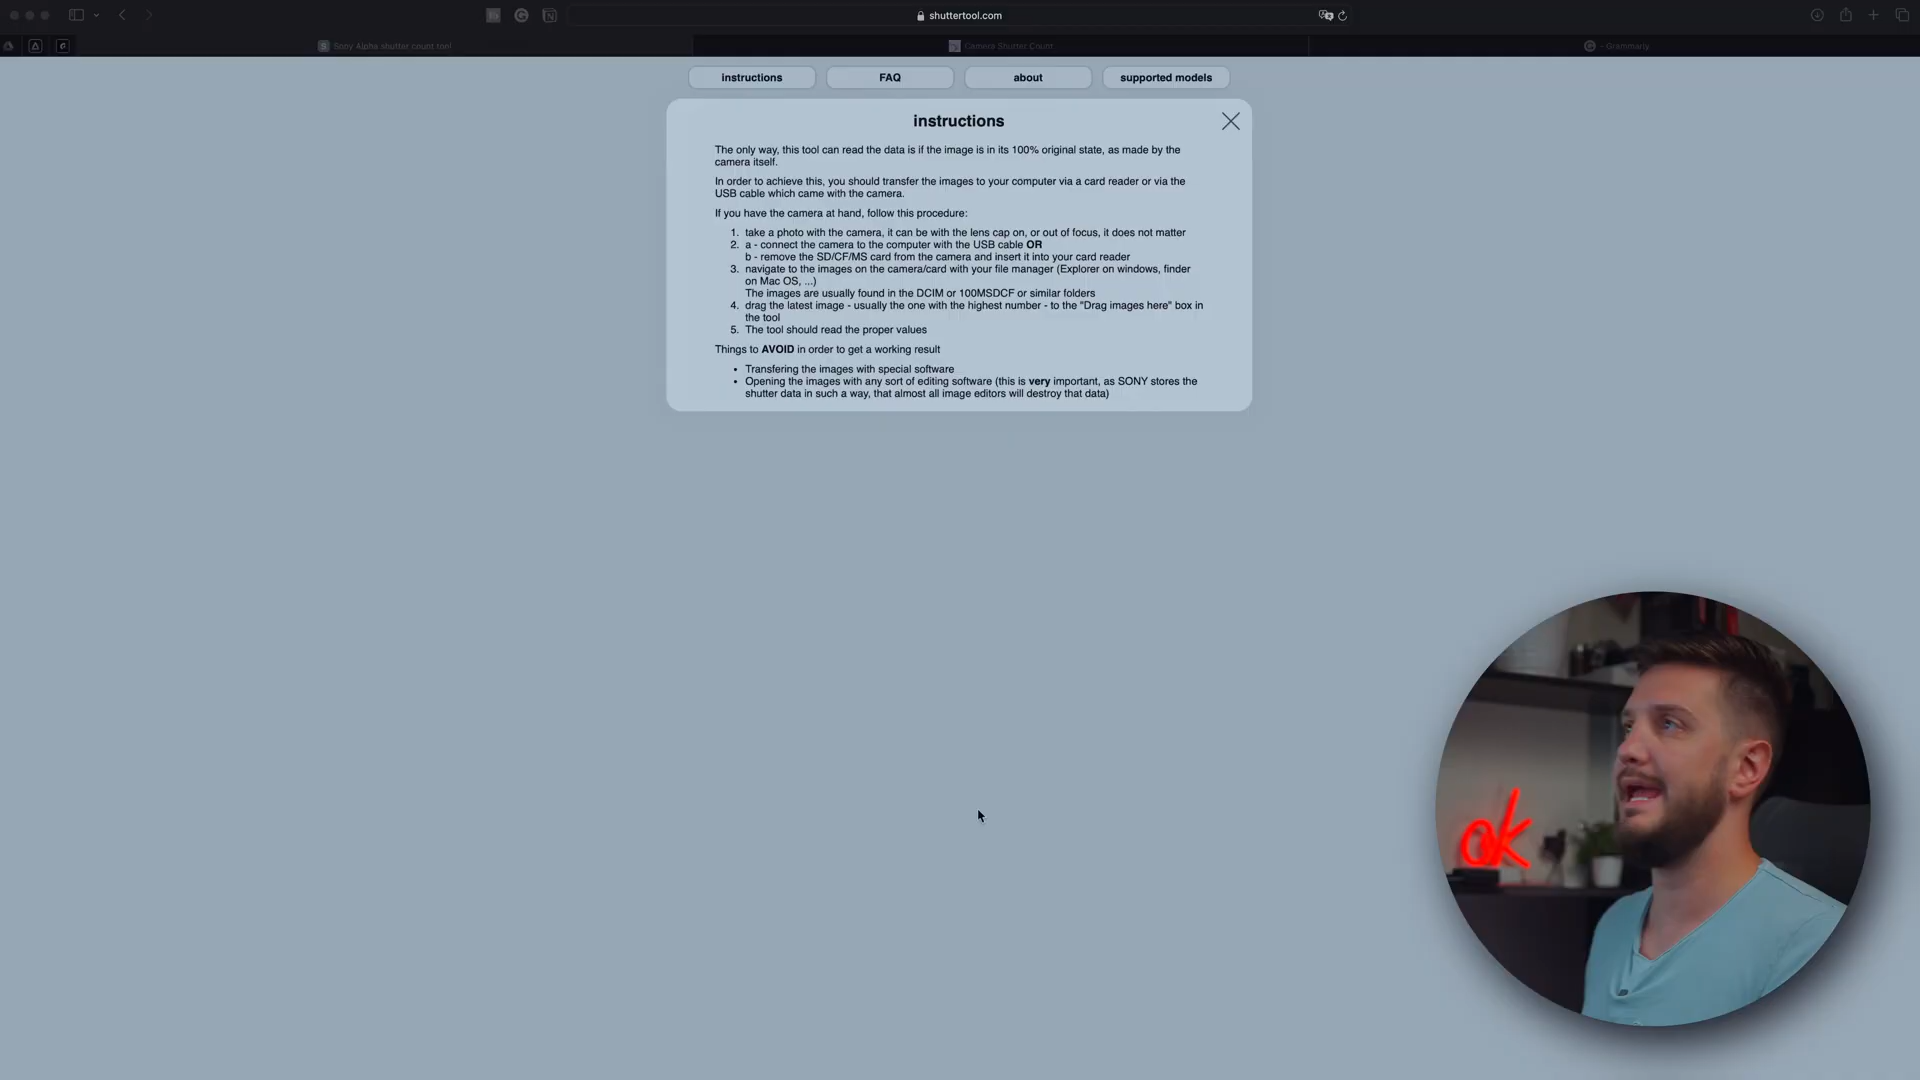 shuttertool.com
Sony Alpha shutter count tool
Camera Shutter Count
- Grammarly
instructions
FAQ
about
supported models
instructions
The only way, this tool can read the data is if the image is in its 100% original state, as made by the
camera itself.
In order to achieve this, you should transfer the images to your computer via a card reader or via the
USB cable which came with the camera.
If you have the camera at hand, follow this procedure:
1. take a photo with the camera, it can be with the lens cap on, or out of focus, it does not matter
2. a - connect the camera to the computer with the USB cable OR
b - remove the SD/CF/MS card from the camera and insert it into your card reader
3. navigate to the images on the camera/card with your file manager (Explorer on windows, finder
on Mac OS, ...)
The images are usually found in the DCIM or 100MSDCF or similar folders
4. drag the latest image - usually the one with the highest number - to the "Drag images here" box in
the tool
5. The tool should read the proper values
Things to AVOID in order to get a working result
• Transfering the images with special software
• Opening the images with any sort of editing software (this is very important, as SONY stores the
shutter data in such a way, that almost all image editors will destroy that data)
ok